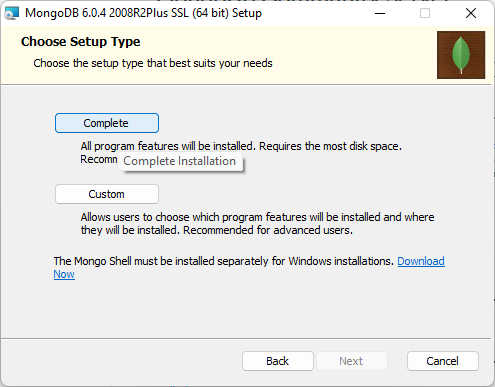 MongoDB 6.0.4 2008R2Plus SSL (64 bit) Setup
Choose Setup Type
Choose the setup type that best suits your needs
Complete
All program features will be installed. Requires the most disk space.
Complete Installation
Custom
Allows users to choose which program features will be installed and where
they will be installed. Recommended for advanced users.
The Mongo Shell must be installed separately for Windows installations. Download
Now
Back Next Cancel